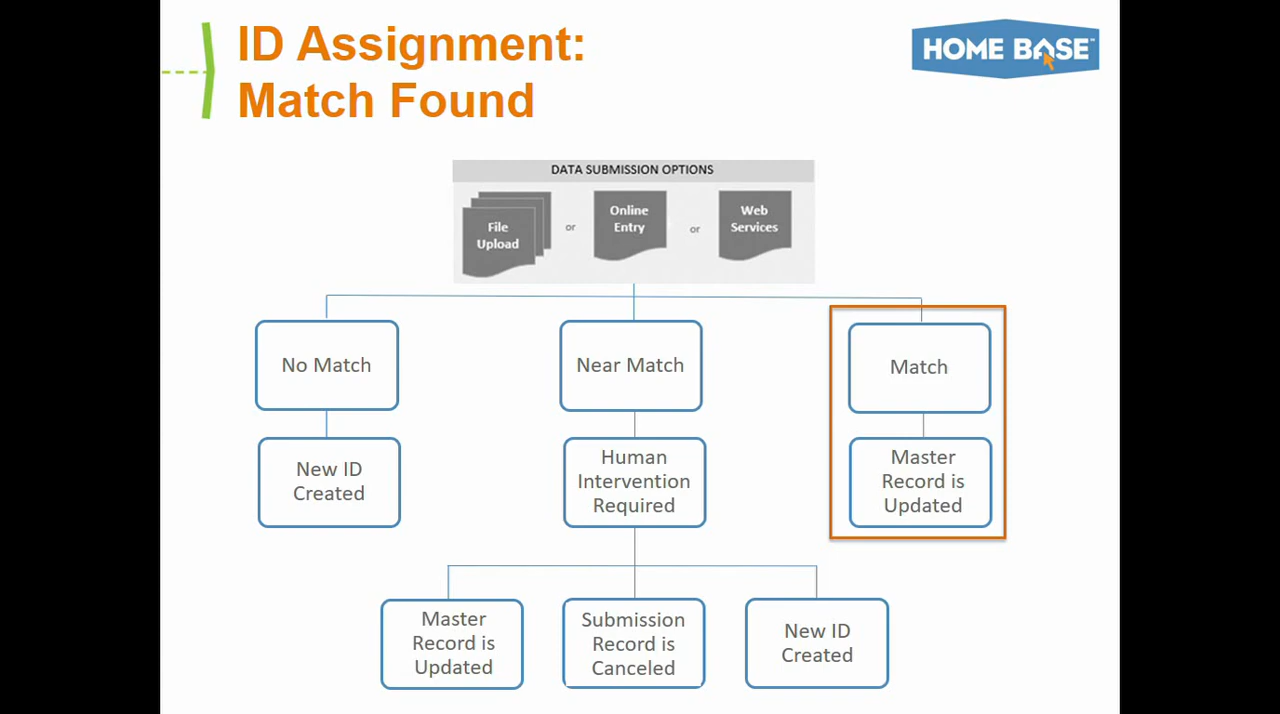 ID Assignment:
Match Found
HOME BASE™
DATA SUBMISSION OPTIONS
File
Upload
or
Online
Entry
or
Web
Services
No Match
Near Match
Match
New ID
Created
Human
Intervention
Required
Master
Record is
Updated
Master
Record is
Updated
Submission
Record is
Canceled
New ID
Created